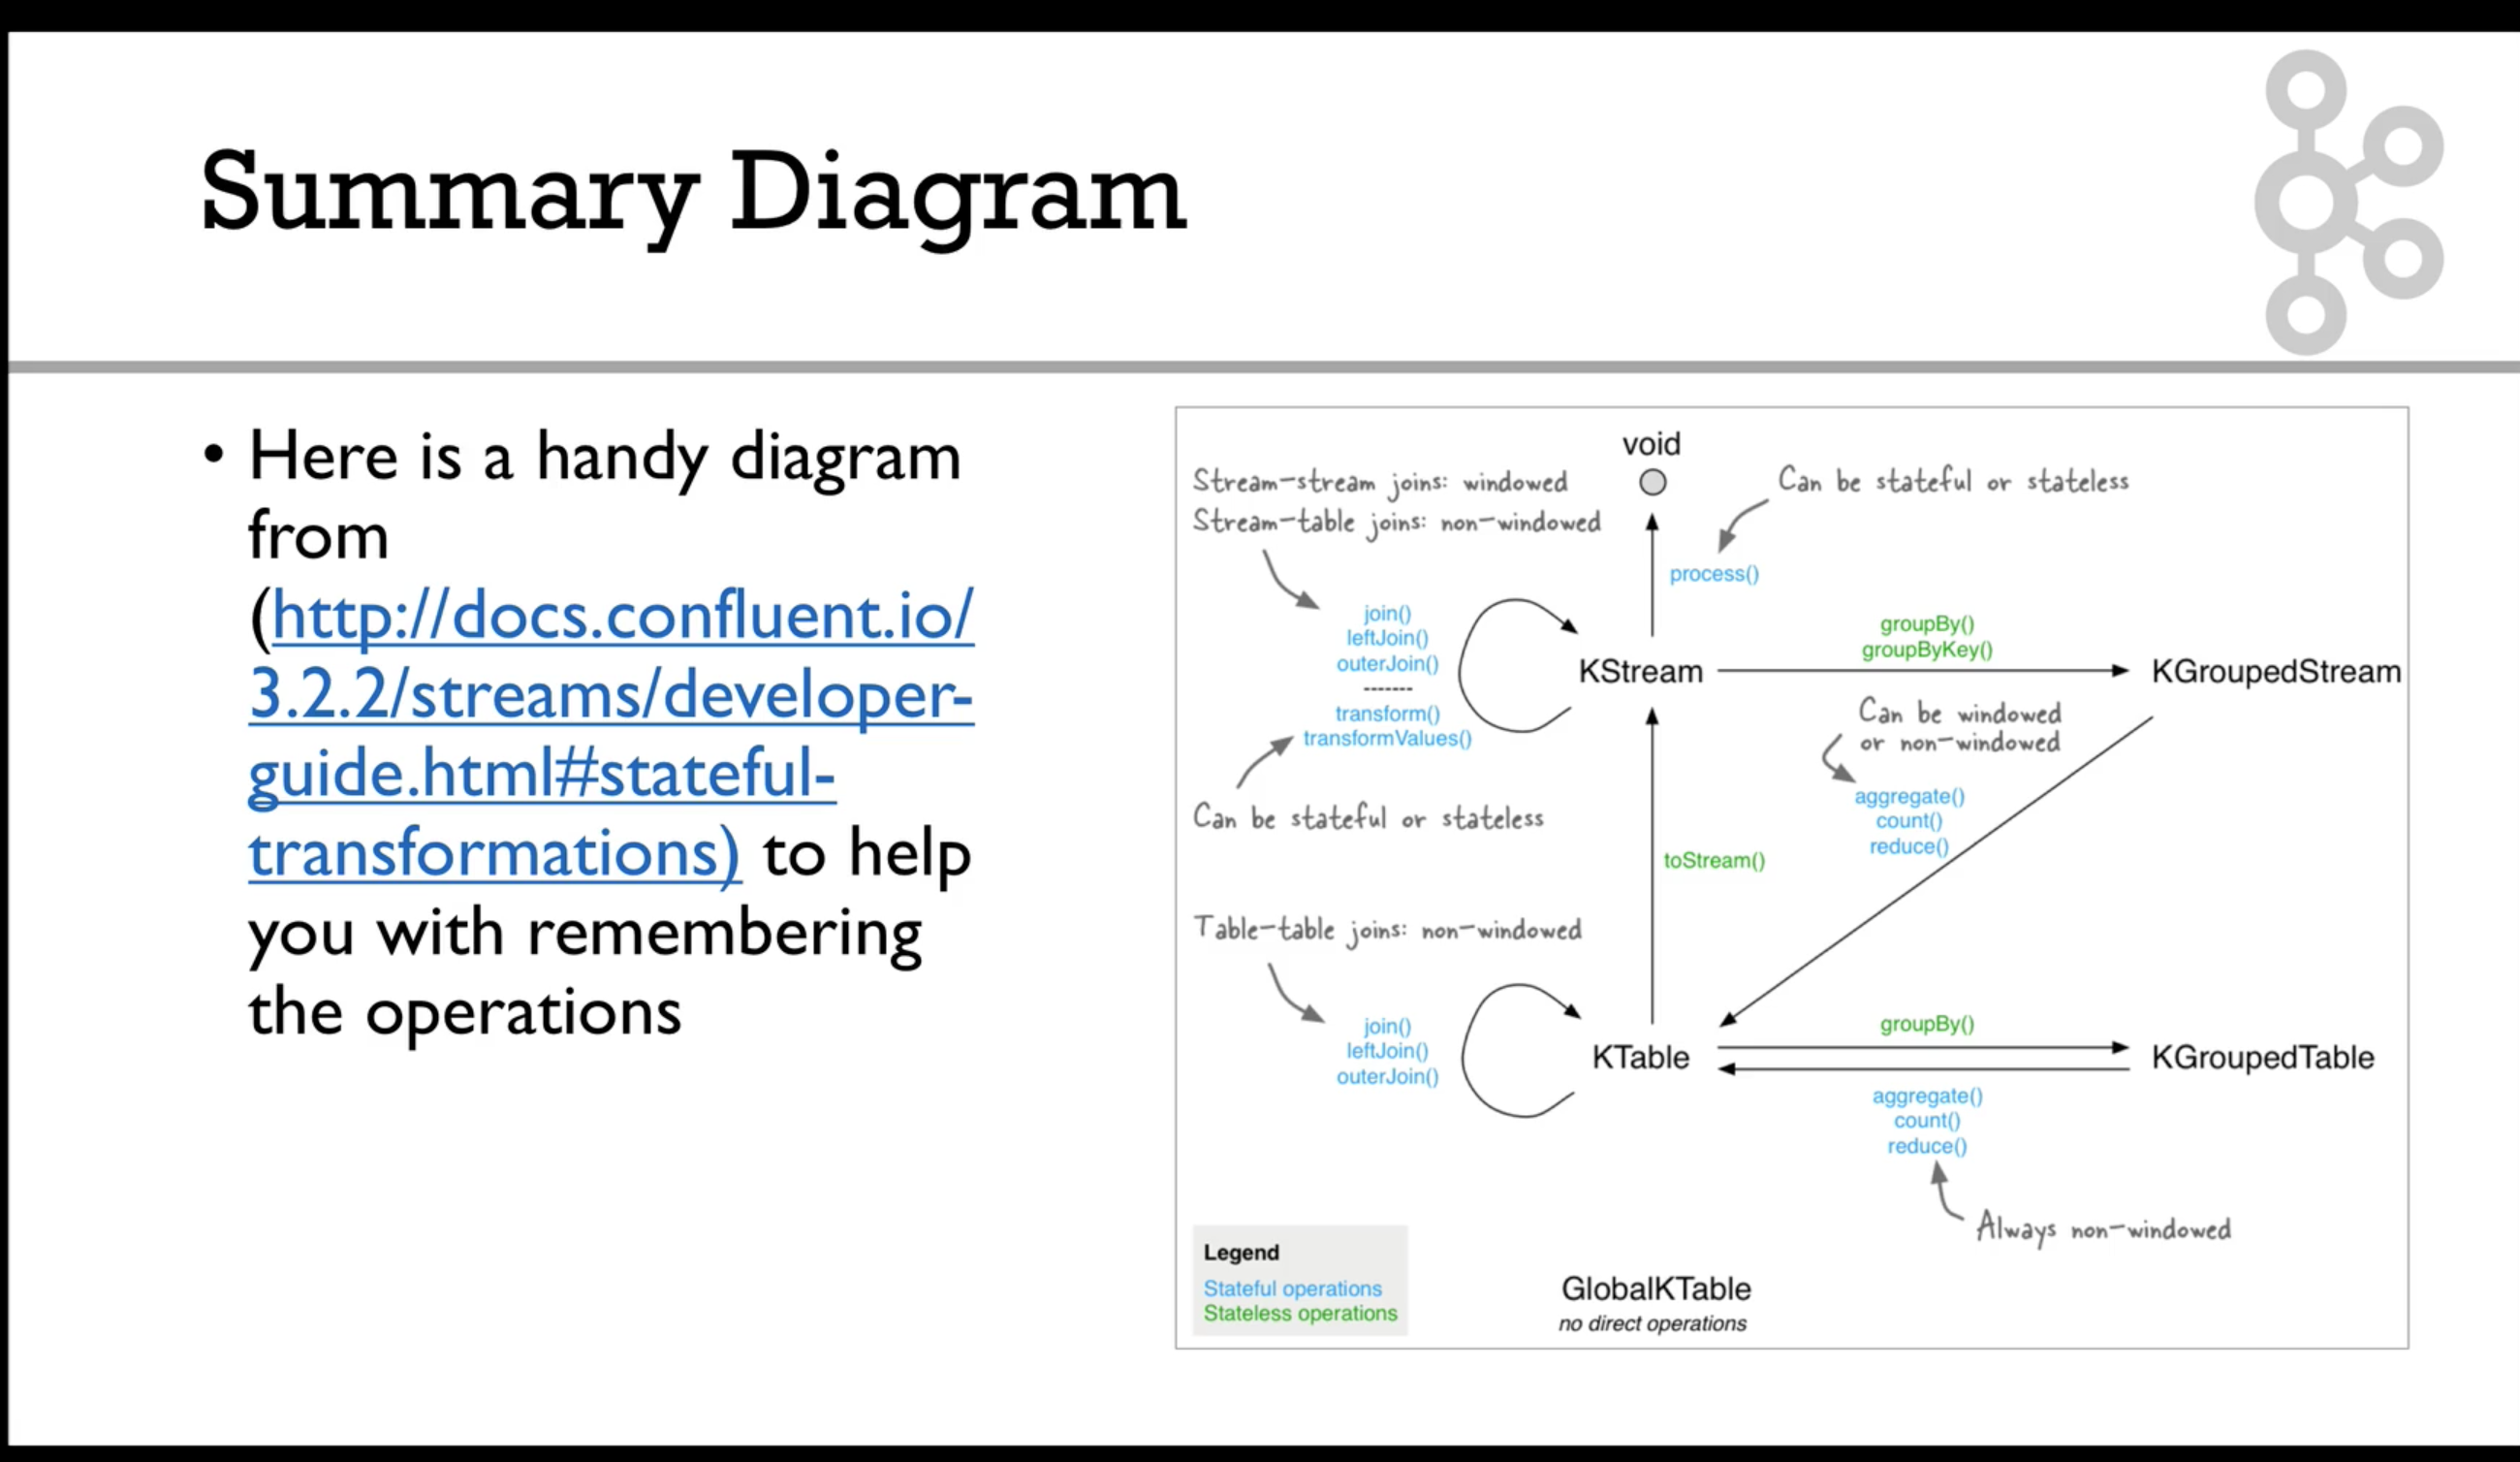 Summary Diagram
• Here is a handy diagram
from
(http://docs.confluent.io/
3.2.2/streams/developer-
guide.html#stateful-
transformations) to help
you with remembering
the operations
void
Stream-stream joins: windowed
Stream-table joins: non-windowed
Can be stateful or stateless
process()
join()
leftJoin()
outerJoin()
-------
transform()
transformValues()
Can be stateful or stateless
KStream
groupBy()
groupByKey()
KGroupedStream
Can be windowed
or non-windowed
aggregate()
count()
reduce()
toStream()
Table-table joins: non-windowed
join()
leftJoin()
outerJoin()
KTable
groupBy()
KGroupedTable
aggregate()
count()
reduce()
Always non-windowed
Legend
Stateful operations
Stateless operations
GlobalKTable
no direct operations